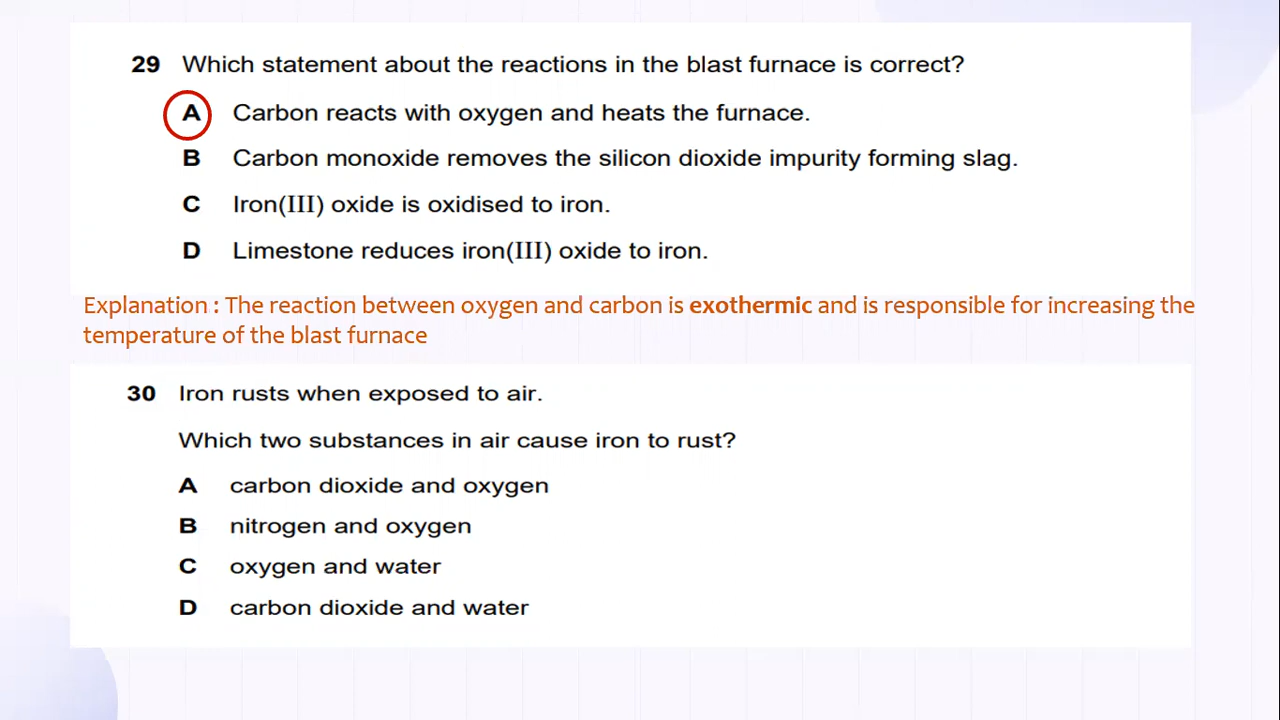 29 Which statement about the reactions in the blast furnace is correct?
A Carbon reacts with oxygen and heats the furnace.
B Carbon monoxide removes the silicon dioxide impurity forming slag.
C Iron(III) oxide is oxidised to iron.
D Limestone reduces iron(III) oxide to iron.
Explanation : The reaction between oxygen and carbon is exothermic and is responsible for increasing the
temperature of the blast furnace
30 Iron rusts when exposed to air.
Which two substances in air cause iron to rust?
A carbon dioxide and oxygen
B nitrogen and oxygen
C oxygen and water
D carbon dioxide and water